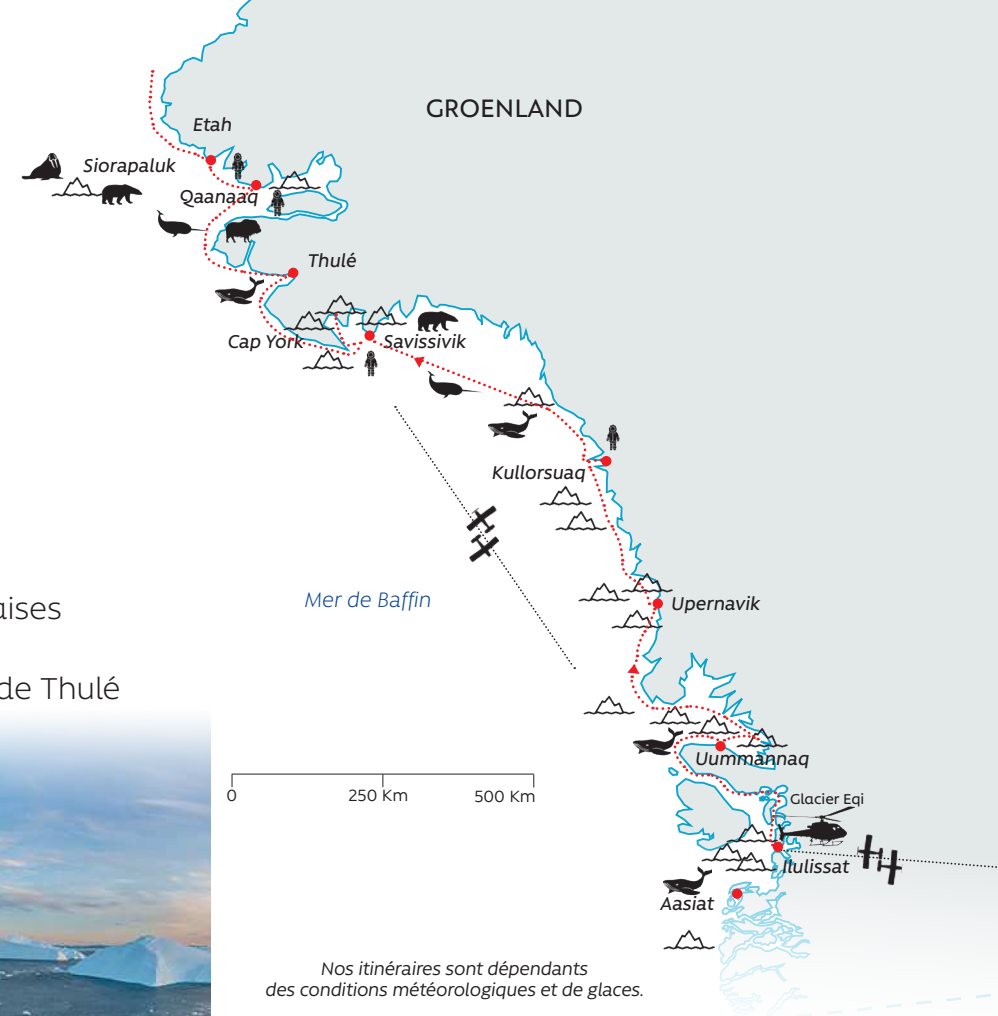 GROENLAND
Etah
Siorapaluk
Qaanaaq
Thulé
Cap York
Savissivik
Kullorsuaq
aises
Mer de Baffin
Upernavik
de Thulé
Uummannaq
0
250 Km
500 Km
Glacier Eqi
Ilulissat
Aasiat
Nos itinéraires sont dépendants
des conditions météorologiques et de glaces.